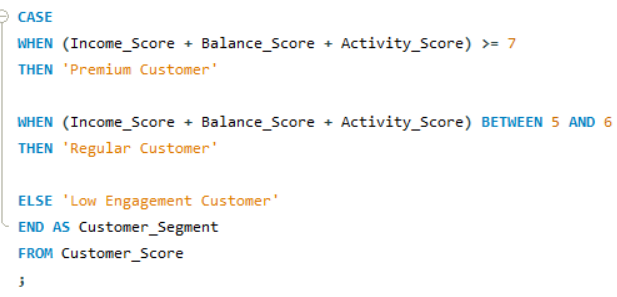 CASE
WHEN (Income_Score + Balance_Score + Activity_Score) >= 7
THEN 'Premium Customer'
WHEN (Income_Score + Balance_Score + Activity_Score) BETWEEN 5 AND 6
THEN 'Regular Customer'
ELSE 'Low Engagement Customer'
END AS Customer_Segment
FROM Customer_Score
;